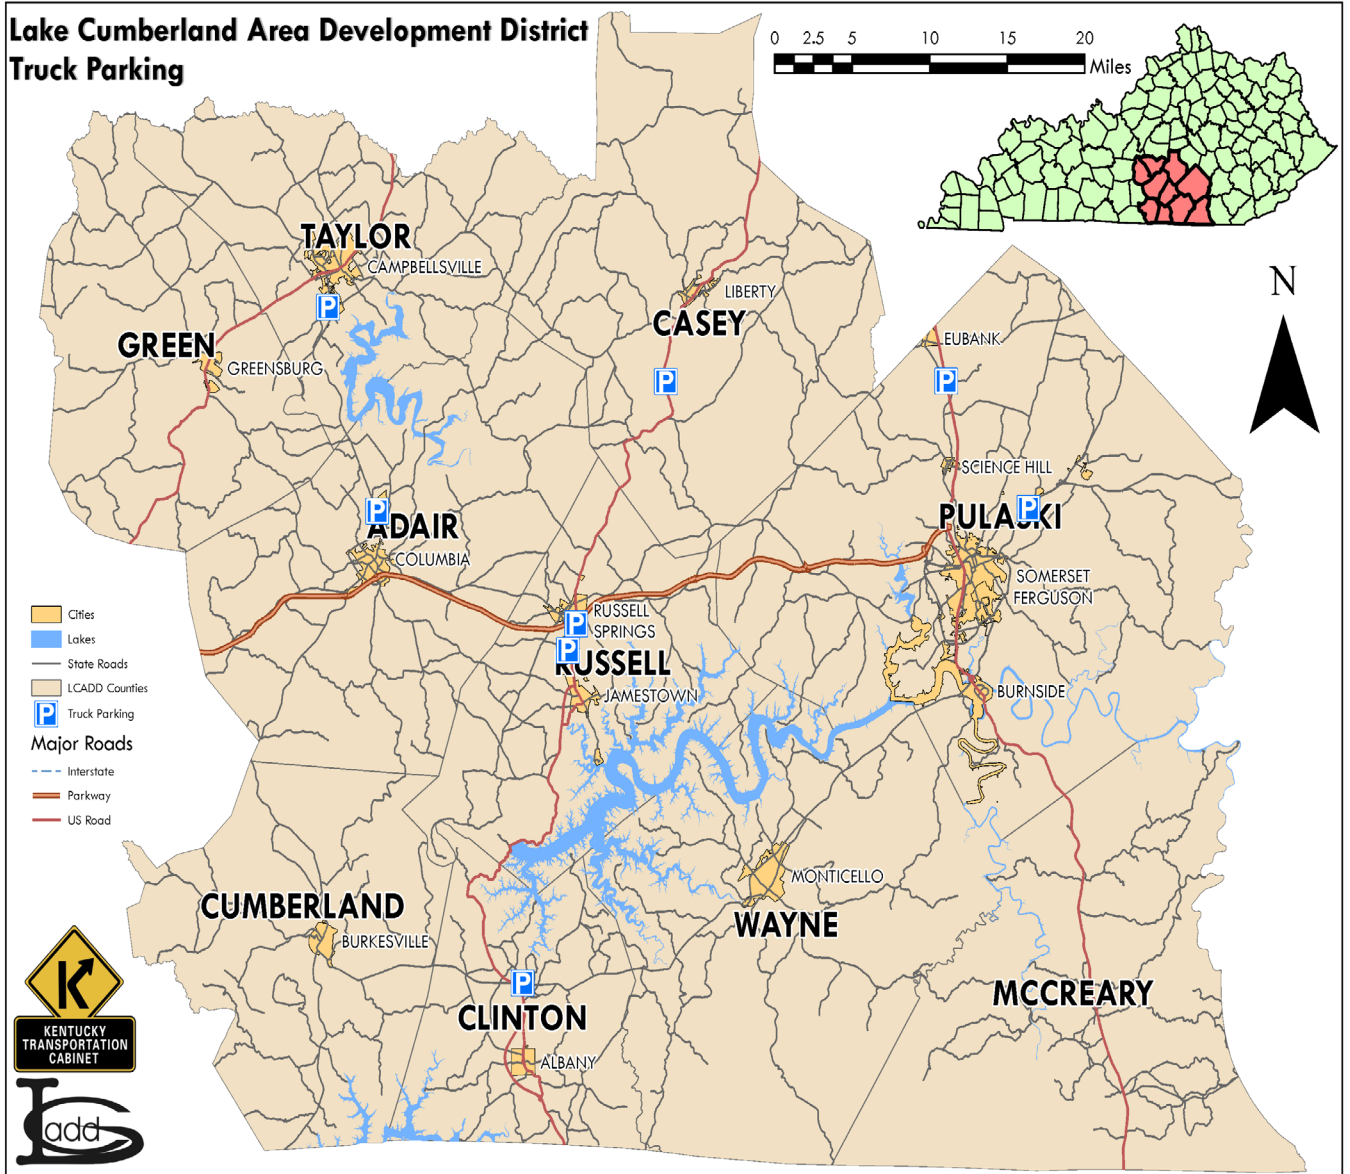 Lake Cumberland Area Development District
Truck Parking
0 2.5 5 10 15 20
Miles
N
TAYLOR
CAMPBELLSVILLE
P
LIBERTY
CASEY
GREEN
GREENSBURG
EUBANK
P
P
SCIENCE HILL
P
ADAIR
COLUMBIA
P
PULASKI
SOMERSET
FERGUSON
RUSSELL
SPRINGS
P
P
RUSSELL
JAMESTOWN
BURNSIDE
Cities
Lakes
State Roads
LCADD Counties
P Truck Parking
Major Roads
Interstate
Parkway
US Road
MONTICELLO
WAYNE
CUMBERLAND
BURKESVILLE
P
CLINTON
ALBANY
MCCREARY
K
KENTUCKY
TRANSPORTATION
CABINET
Lcadd